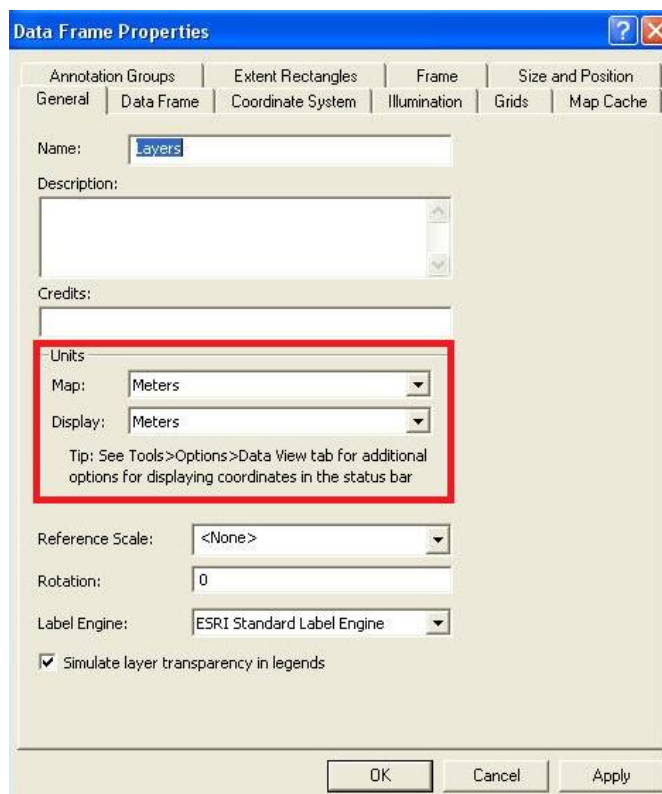 Data Frame Properties
Annotation Groups Extent Rectangles Frame Size and Position
General Data Frame Coordinate System Illumination Grids Map Cache
Name: Layers
Description:
Credits:
Units
Map: Meters
Display: Meters
Tip: See Tools>Options>Data View tab for additional
options for displaying coordinates in the status bar
Reference Scale: <None>
Rotation: 0
Label Engine: ESRI Standard Label Engine
Simulate layer transparency in legends
OK Cancel Apply